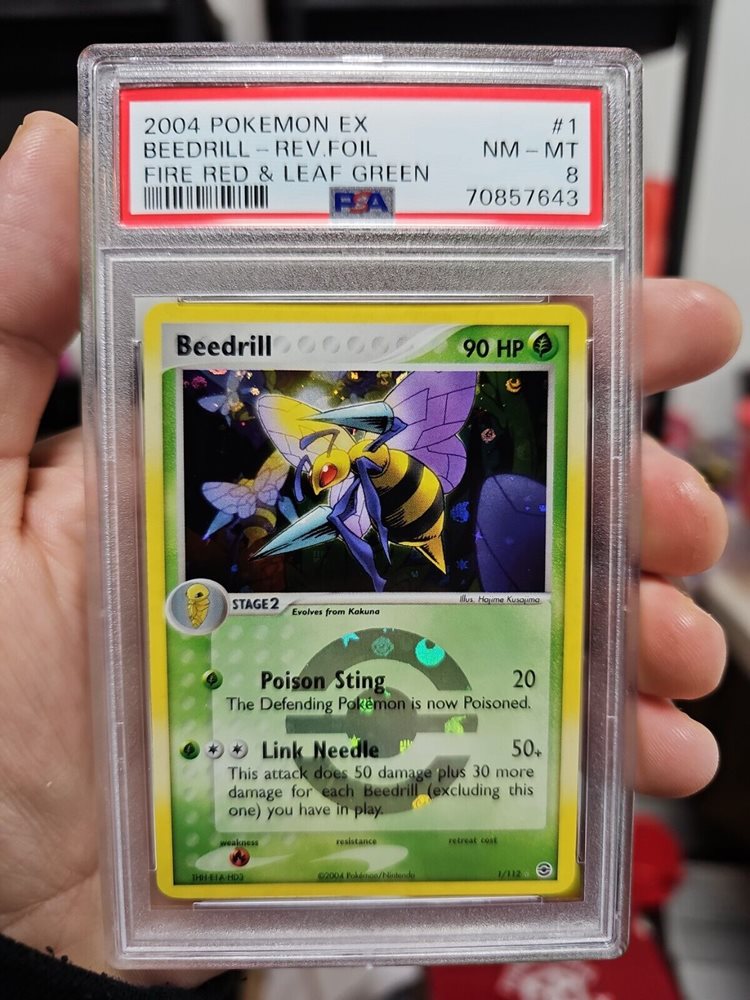 2004 POKEMON EX #1
BEEDRILL - REV.FOIL NM - MT
FIRE RED & LEAF GREEN 8
PSA 70857643
Beedrill 90 HP
STAGE 2 Evolves from Kakuna Illus. Hajime Kusajima
Poison Sting 20
The Defending Pokémon is now Poisoned.
Link Needle 50+
This attack does 50 damage plus 30 more
damage for each Beedrill (excluding this
one) you have in play.
weakness resistance retreat cost
©2004 Pokémon/Nintendo 1/112